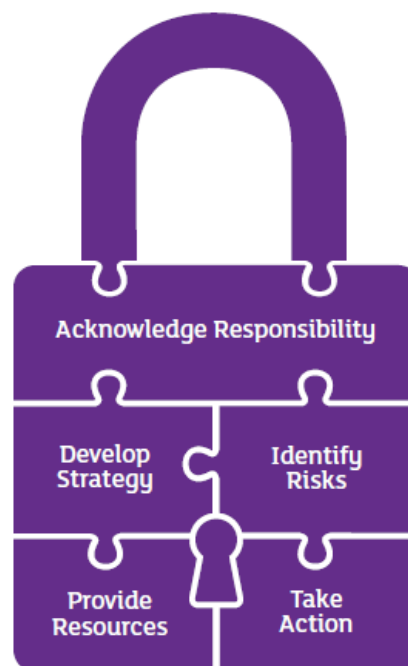 Acknowledge Responsibility
Develop
Strategy
Identify
Risks
Provide
Resources
Take
Action